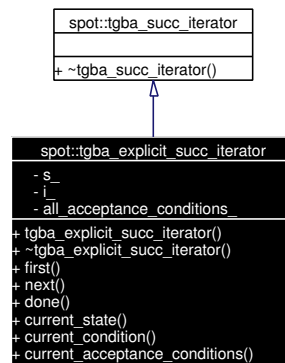 spot::tgba_succ_iterator
+ ~tgba_succ_iterator()
spot::tgba_explicit_succ_iterator
- s_
- i_
- all_acceptance_conditions_
+ tgba_explicit_succ_iterator()
+ ~tgba_explicit_succ_iterator()
+ first()
+ next()
+ done()
+ current_state()
+ current_condition()
+ current_acceptance_conditions()